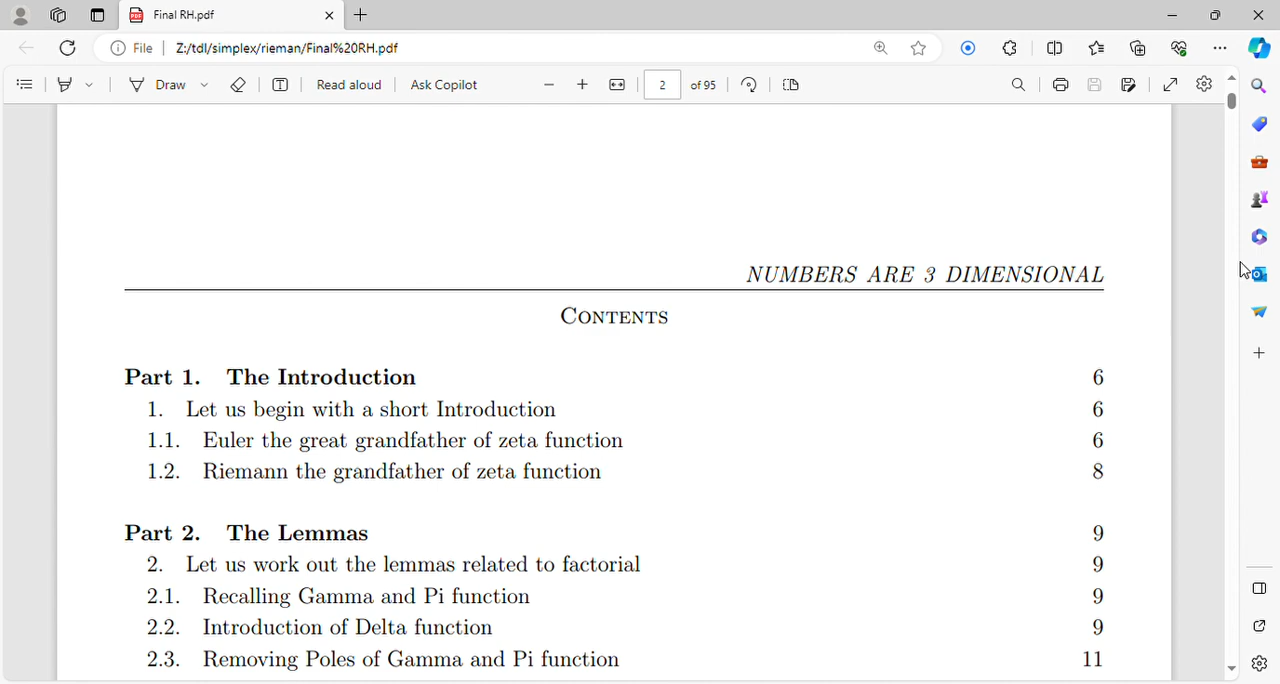 Final RH.pdf
File Z:/tdl/simplex/rieman/Final%20RH.pdf
Draw Read aloud Ask Copilot 2 of 95
NUMBERS ARE 3 DIMENSIONAL
CONTENTS
Part 1. The Introduction 6
1. Let us begin with a short Introduction 6
1.1. Euler the great grandfather of zeta function 6
1.2. Riemann the grandfather of zeta function 8
Part 2. The Lemmas 9
2. Let us work out the lemmas related to factorial 9
2.1. Recalling Gamma and Pi function 9
2.2. Introduction of Delta function 9
2.3. Removing Poles of Gamma and Pi function 11